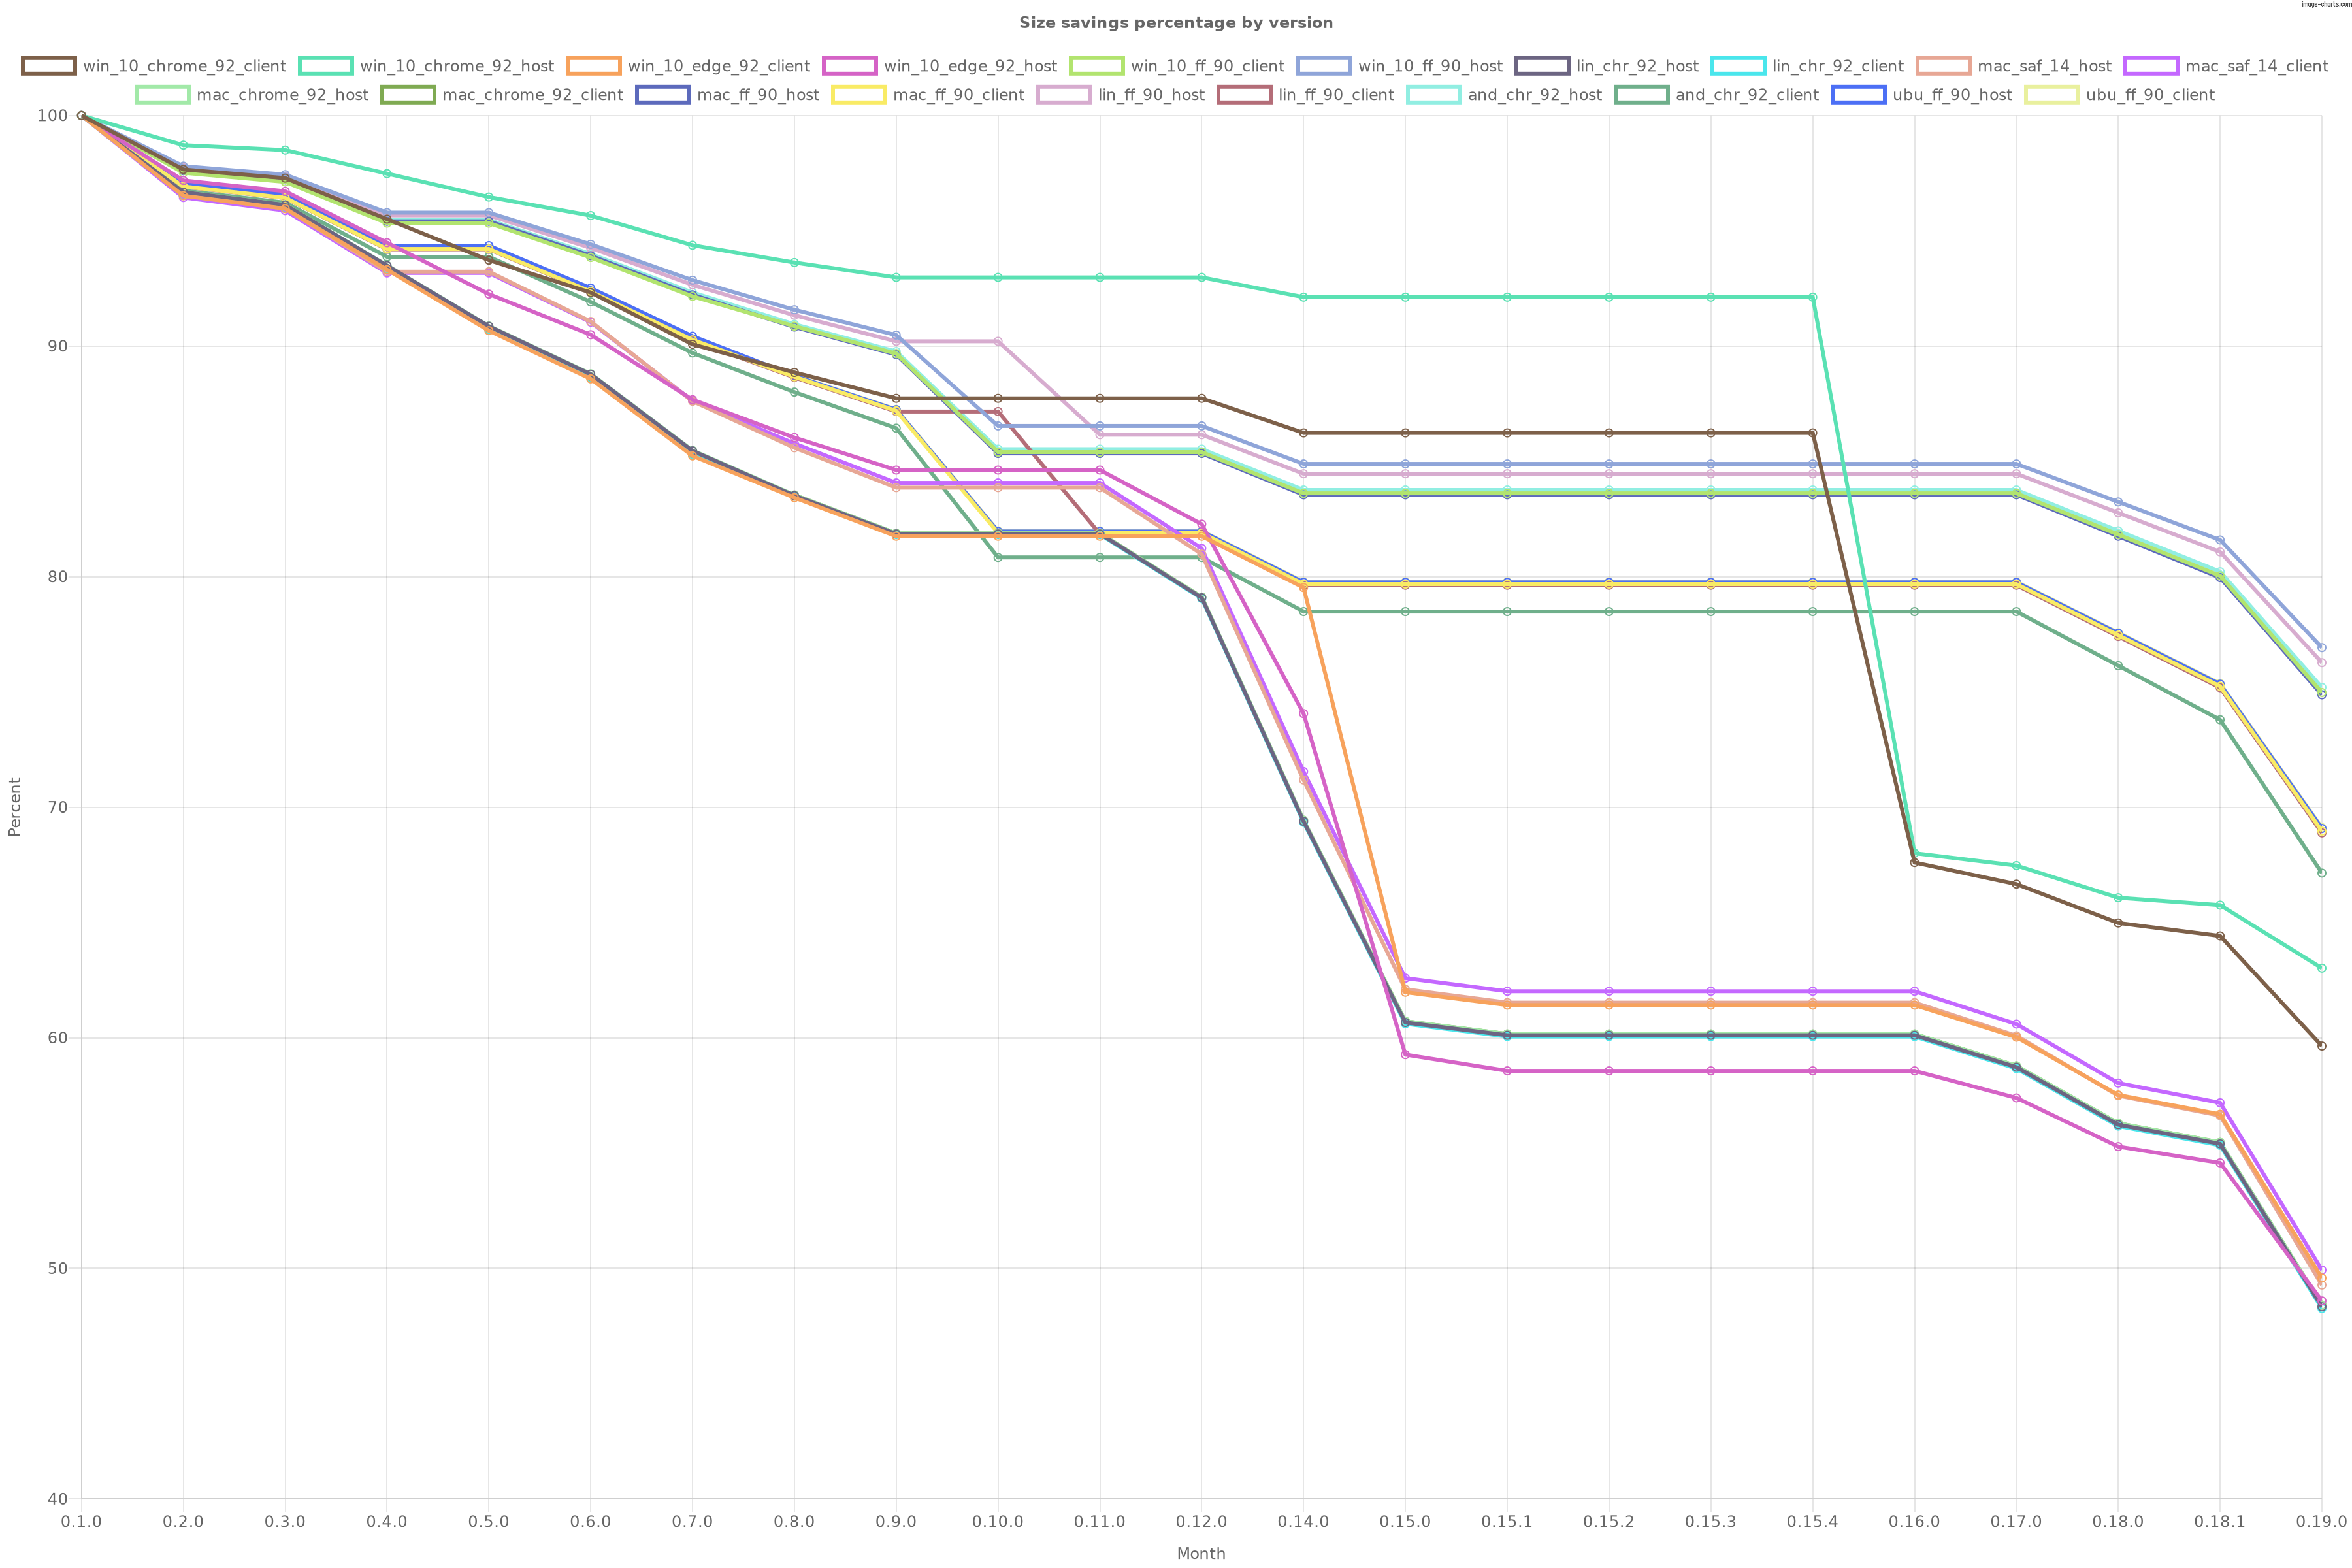 image-charts.com
Size savings percentage by version
win_10_chrome_92_client win_10_chrome_92_host win_10_edge_92_client win_10_edge_92_host win_10_ff_90_client win_10_ff_90_host lin_chr_92_host lin_chr_92_client mac_saf_14_host mac_saf_14_client
mac_chrome_92_host mac_chrome_92_client mac_ff_90_host mac_ff_90_client lin_ff_90_host lin_ff_90_client and_chr_92_host and_chr_92_client ubu_ff_90_host ubu_ff_90_client
100
90
80
70
Percent
60
50
40
0.1.0 0.2.0 0.3.0 0.4.0 0.5.0 0.6.0 0.7.0 0.8.0 0.9.0 0.10.0 0.11.0 0.12.0 0.14.0 0.15.0 0.15.1 0.15.2 0.15.3 0.15.4 0.16.0 0.17.0 0.18.0 0.18.1 0.19.0
Month